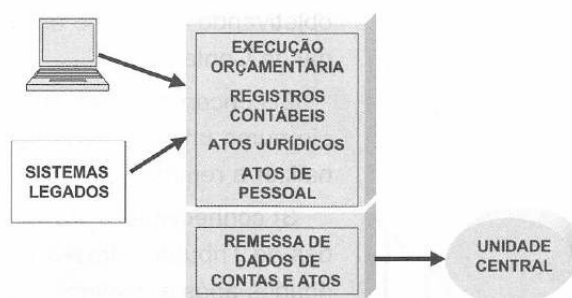 EXECUÇÃO
ORÇAMENTÁRIA
REGISTROS
CONTÁBEIS
ATOS JURÍDICOS
ATOS DE
PESSOAL
SISTEMAS
LEGADOS
REMESSA DE
DADOS DE
CONTAS E ATOS
UNIDADE
CENTRAL